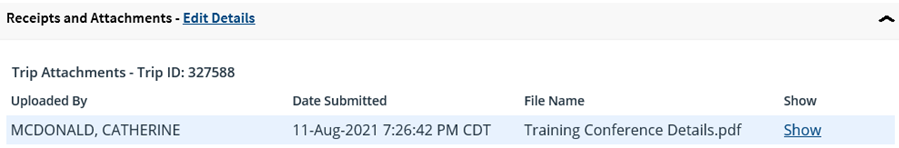 Receipts and Attachments - Edit Details
Trip Attachments - Trip ID: 327588
Uploaded By Date Submitted File Name Show
MCDONALD, CATHERINE 11-Aug-2021 7:26:42 PM CDT Training Conference Details.pdf Show